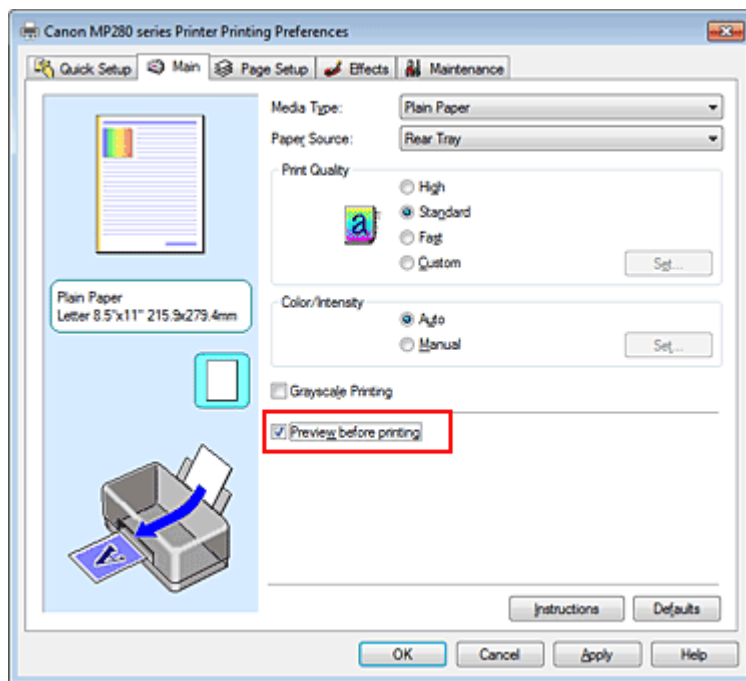 Canon MP280 series Printer Printing Preferences
Quick Setup Main Page Setup Effects Maintenance
Media Type: Plain Paper
Paper Source: Rear Tray
Print Quality
High
a
Standard
Fast
Custom Set...
Plain Paper
Letter 8.5"x11" 215.9x279.4mm
Color/Intensity
Auto
Manual Set...
Grayscale Printing
Preview before printing
A
Instructions Defaults
OK Cancel Apply Help